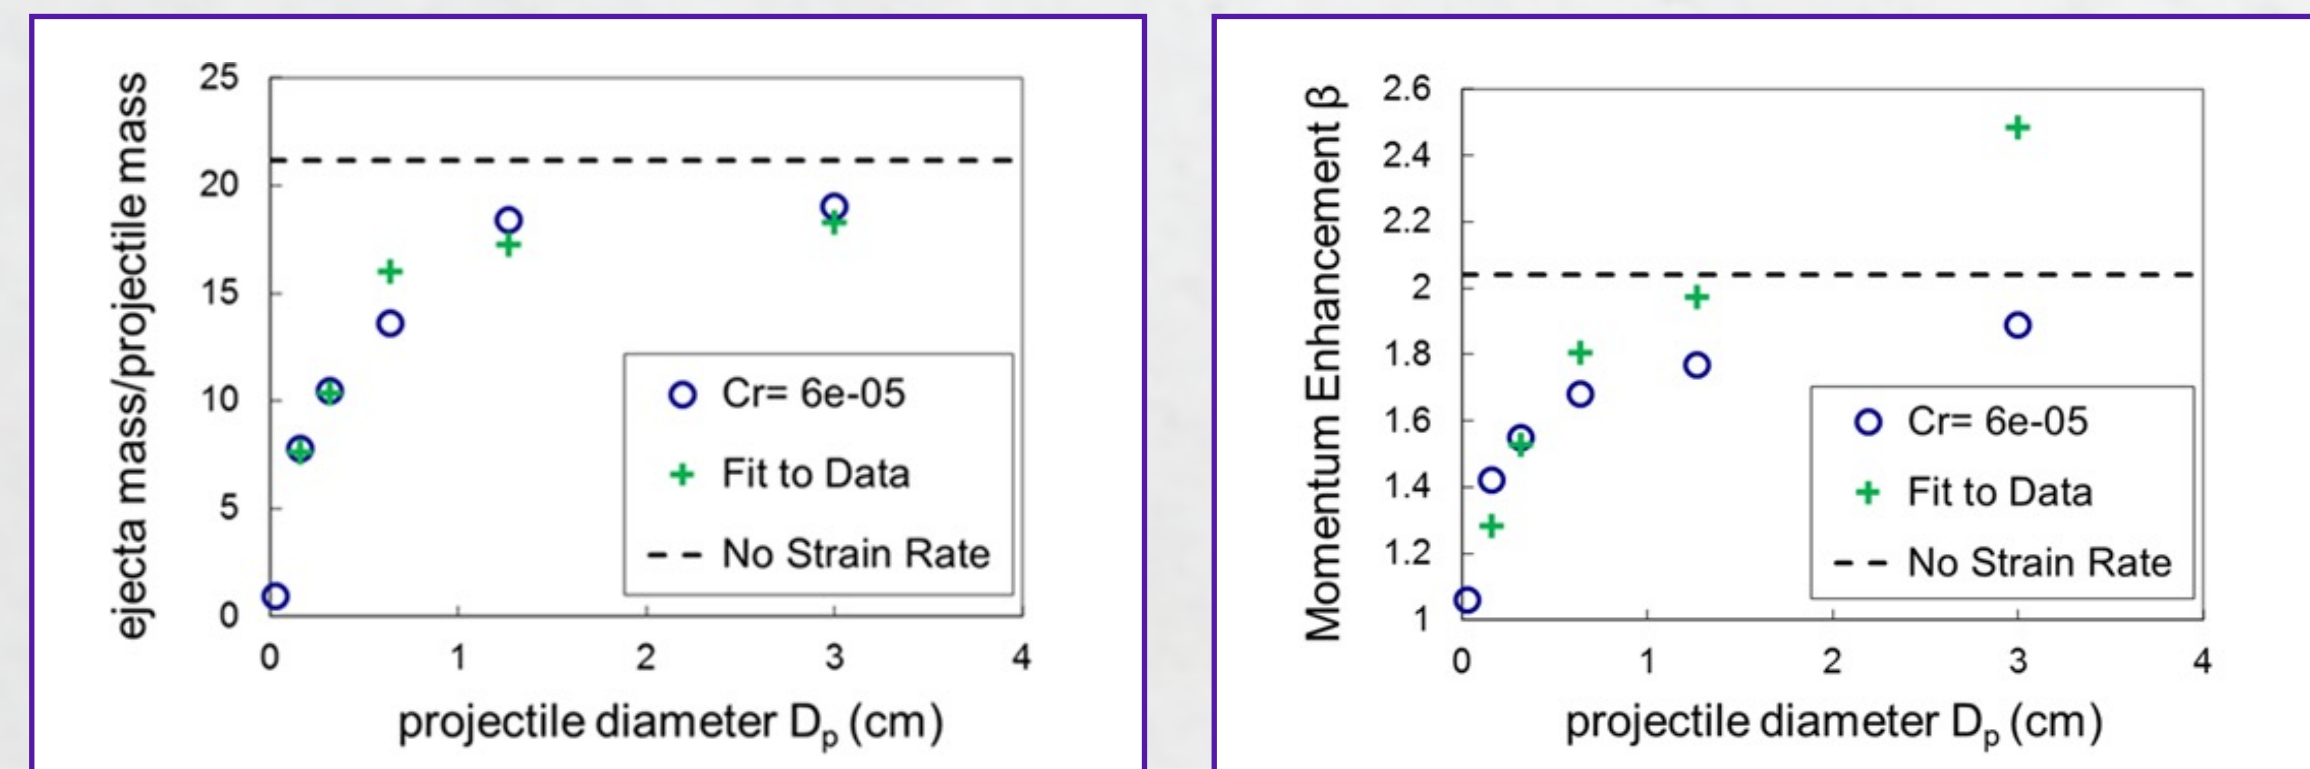 ejecta mass/projectile mass
25
20
15
10
5
0
0 1 2 3 4
projectile diameter Dp (cm)
Cr= 6e-05
Fit to Data
No Strain Rate
Momentum Enhancement β
2.6
2.4
2.2
2
1.8
1.6
1.4
1.2
1
0 1 2 3 4
projectile diameter Dp (cm)
Cr= 6e-05
Fit to Data
No Strain Rate